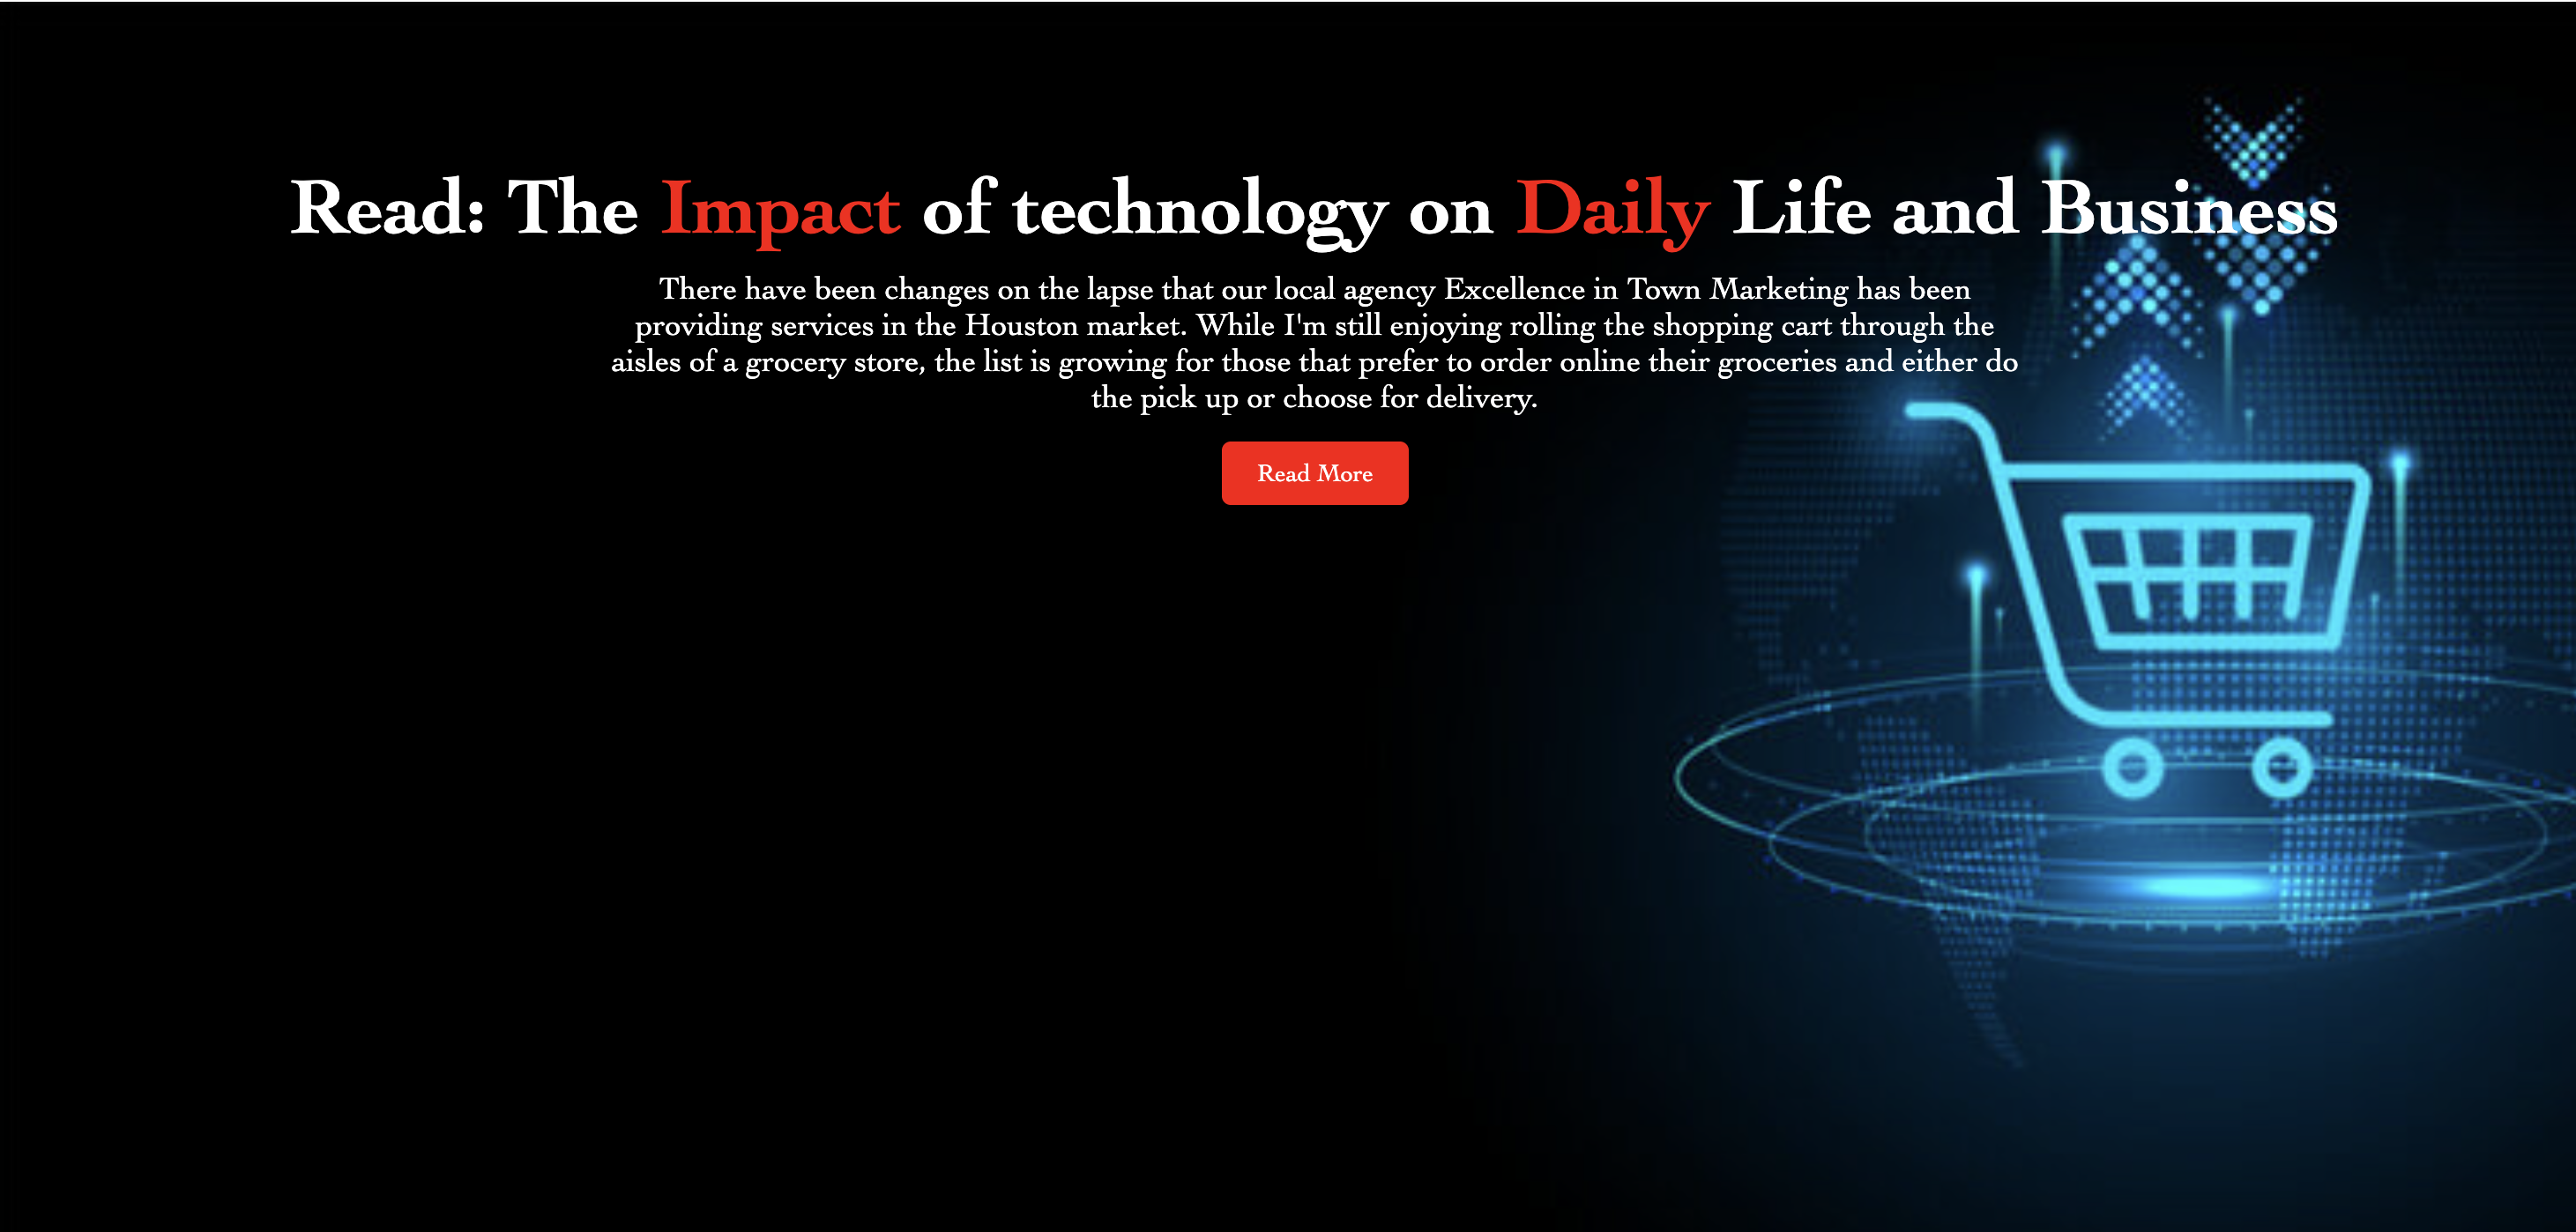 Read: The Impact of technology on Daily Life and Business
There have been changes on the lapse that our local agency Excellence in Town Marketing has been
providing services in the Houston market. While I'm still enjoying rolling the shopping cart through the
aisles of a grocery store, the list is growing for those that prefer to order online their groceries and either do
the pick up or choose for delivery.
Read More